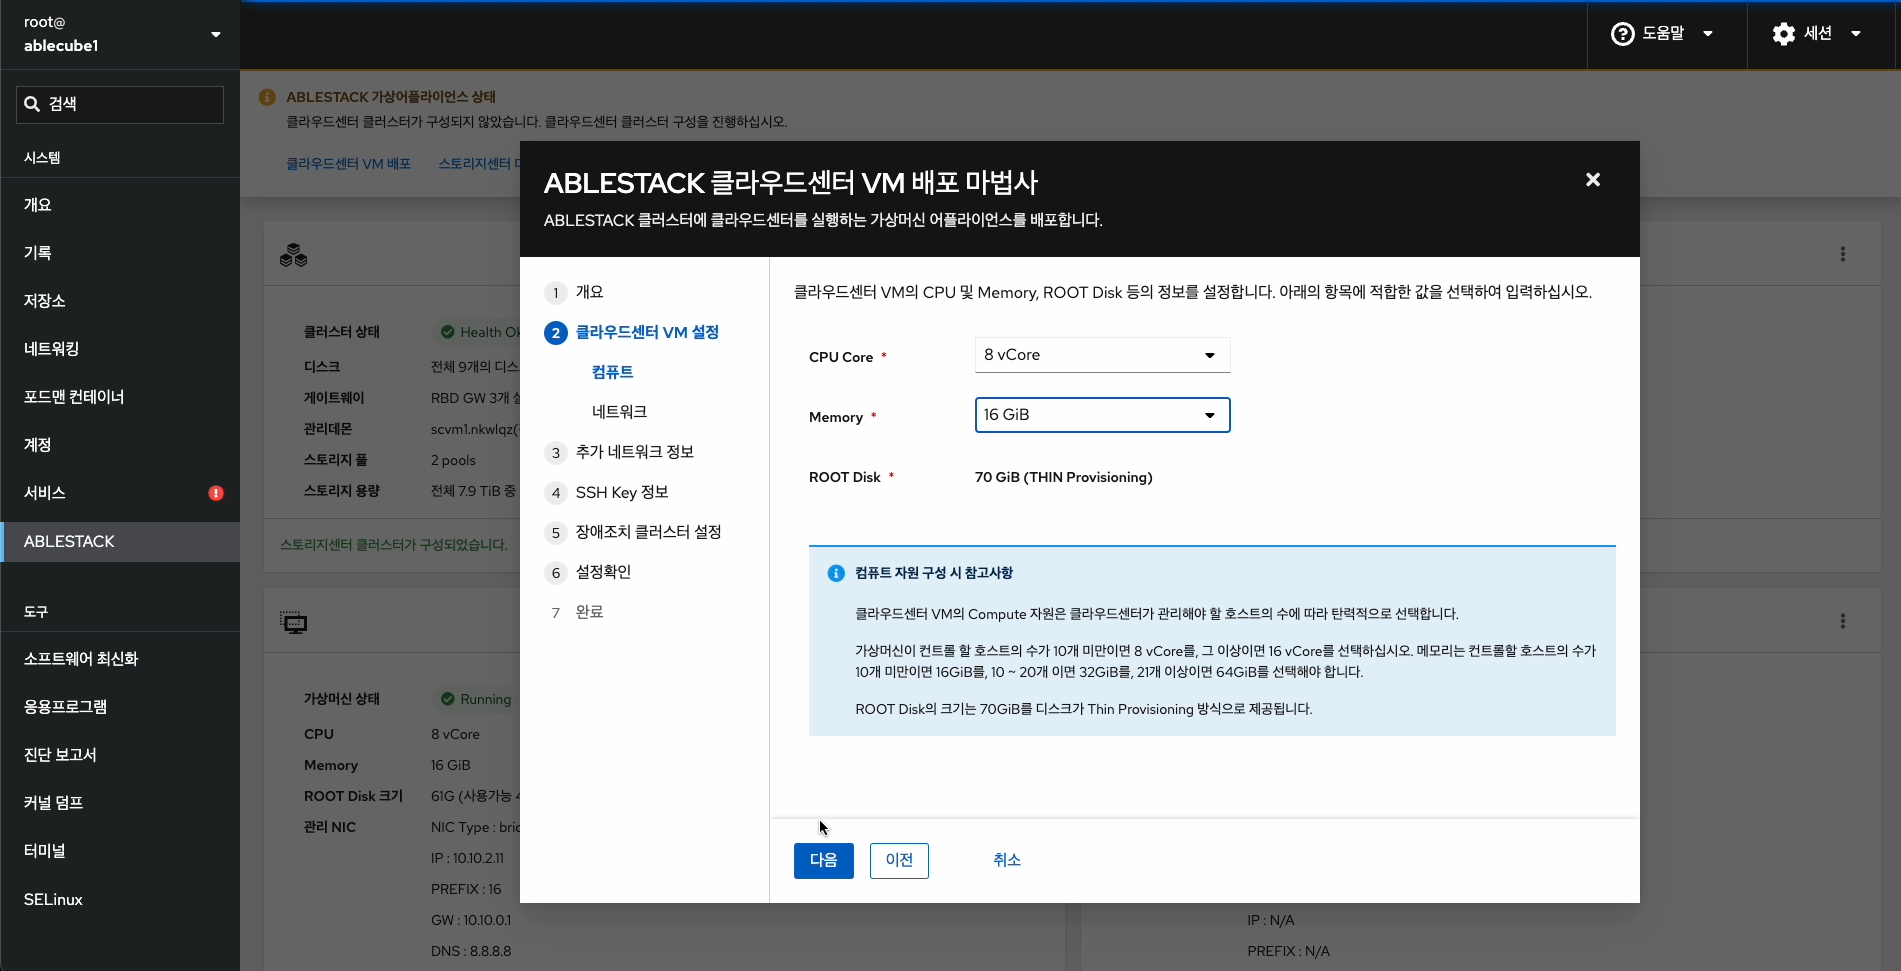 root@
ablecube1
도움말
세션
검색
시스템
개요
기록
저장소
네트워킹
포드맨 컨테이너
계정
서비스
ABLESTACK
도구
소프트웨어 최신화
응용프로그램
진단 보고서
커널 덤프
터미널
SELinux
ABLESTACK 가상어플라이언스 상태
클라우드센터 클러스터가 구성되지 않았습니다. 클라우드센터 클러스터 구성을 진행하십시오.
클라우드센터 VM 배포 스토리지센터
클러스터 상태 Health
디스크 전체 9개의
게이트웨이 RBD GW 3개
관리데몬 scvm1.nkwlqz(
스토리지 풀 2 pools
스토리지 용량 전체 7.9 TiB 중
스토리지센터 클러스터가 구성되었습니다.
가상머신 상태 Running
CPU 8 vCore
Memory 16 GiB
ROOT Disk 크기 61G (사용가능
관리 NIC NIC Type :
IP : 10.10.2.11
PREFIX : 16
GW : 10.10.0.1
DNS : 8.8.8.8
IP : N/A
PREFIX : N/A
ABLESTACK 클라우드센터 VM 배포 마법사
ABLESTACK 클러스터에 클라우드센터를 실행하는 가상머신 어플라이언스를 배포합니다.
1 개요
2 클라우드센터 VM 설정
컴퓨트
네트워크
3 추가 네트워크 정보
4 SSH Key 정보
5 장애조치 클러스터 설정
6 설정확인
7 완료
클라우드센터 VM의 CPU 및 Memory, ROOT Disk 등의 정보를 설정합니다. 아래의 항목에 적합한 값을 선택하여 입력하십시오.
CPU Core * 8 vCore
Memory * 16 GiB
ROOT Disk * 70 GiB (THIN Provisioning)
컴퓨트 자원 구성 시 참고사항
클라우드센터 VM의 Compute 자원은 클라우드센터가 관리해야 할 호스트의 수에 따라 탄력적으로 선택합니다.
가상머신이 컨트롤 할 호스트의 수가 10개 미만이면 8 vCore를, 그 이상이면 16 vCore를 선택하십시오. 메모리는 컨트롤할 호스트의 수가
10개 미만이면 16GiB를, 10 ~ 20개 이면 32GiB를, 21개 이상이면 64GiB를 선택해야 합니다.
ROOT Disk의 크기는 70GiB를 디스크가 Thin Provisioning 방식으로 제공됩니다.
다음 이전 취소